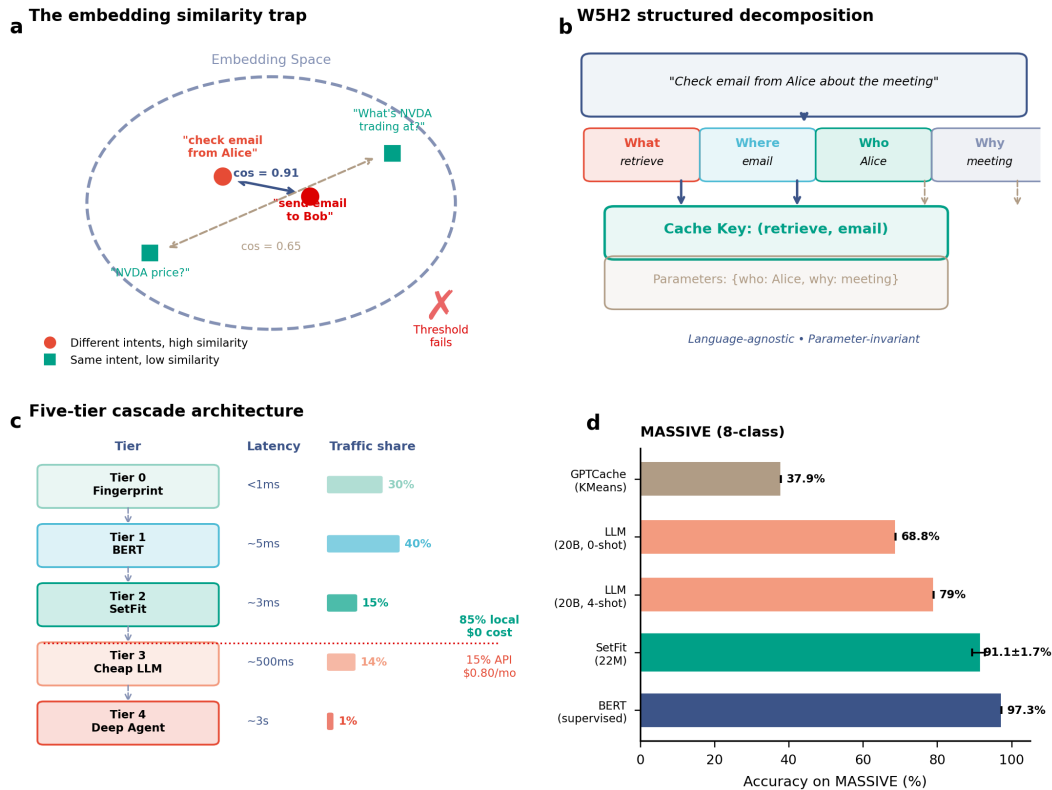 a The embedding similarity trap
Embedding Space
"What's NVDA
trading at?"
"check email
from Alice"
cos = 0.91
"send email
to Bob"
cos = 0.65
"NVDA price?"
✗
Threshold
fails
Different intents, high similarity
Same intent, low similarity
b W5H2 structured decomposition
"Check email from Alice about the meeting"
What
retrieve
Where
email
Who
Alice
Why
meeting
Cache Key: (retrieve, email)
Parameters: {who: Alice, why: meeting}
Language-agnostic • Parameter-invariant
c Five-tier cascade architecture
Tier Latency Traffic share
Tier 0
Fingerprint
<1ms
30%
Tier 1
BERT
~5ms
40%
Tier 2
SetFit
~3ms
15%
85% local
$0 cost
Tier 3
Cheap LLM
~500ms
14%
15% API
$0.80/mo
Tier 4
Deep Agent
~3s
1%
d
MASSIVE (8-class)
GPTCache
(KMeans)
37.9%
LLM
(20B, 0-shot)
68.8%
LLM
(20B, 4-shot)
79%
SetFit
(22M)
91.1±1.7%
BERT
(supervised)
97.3%
0 20 40 60 80 100
Accuracy on MASSIVE (%)